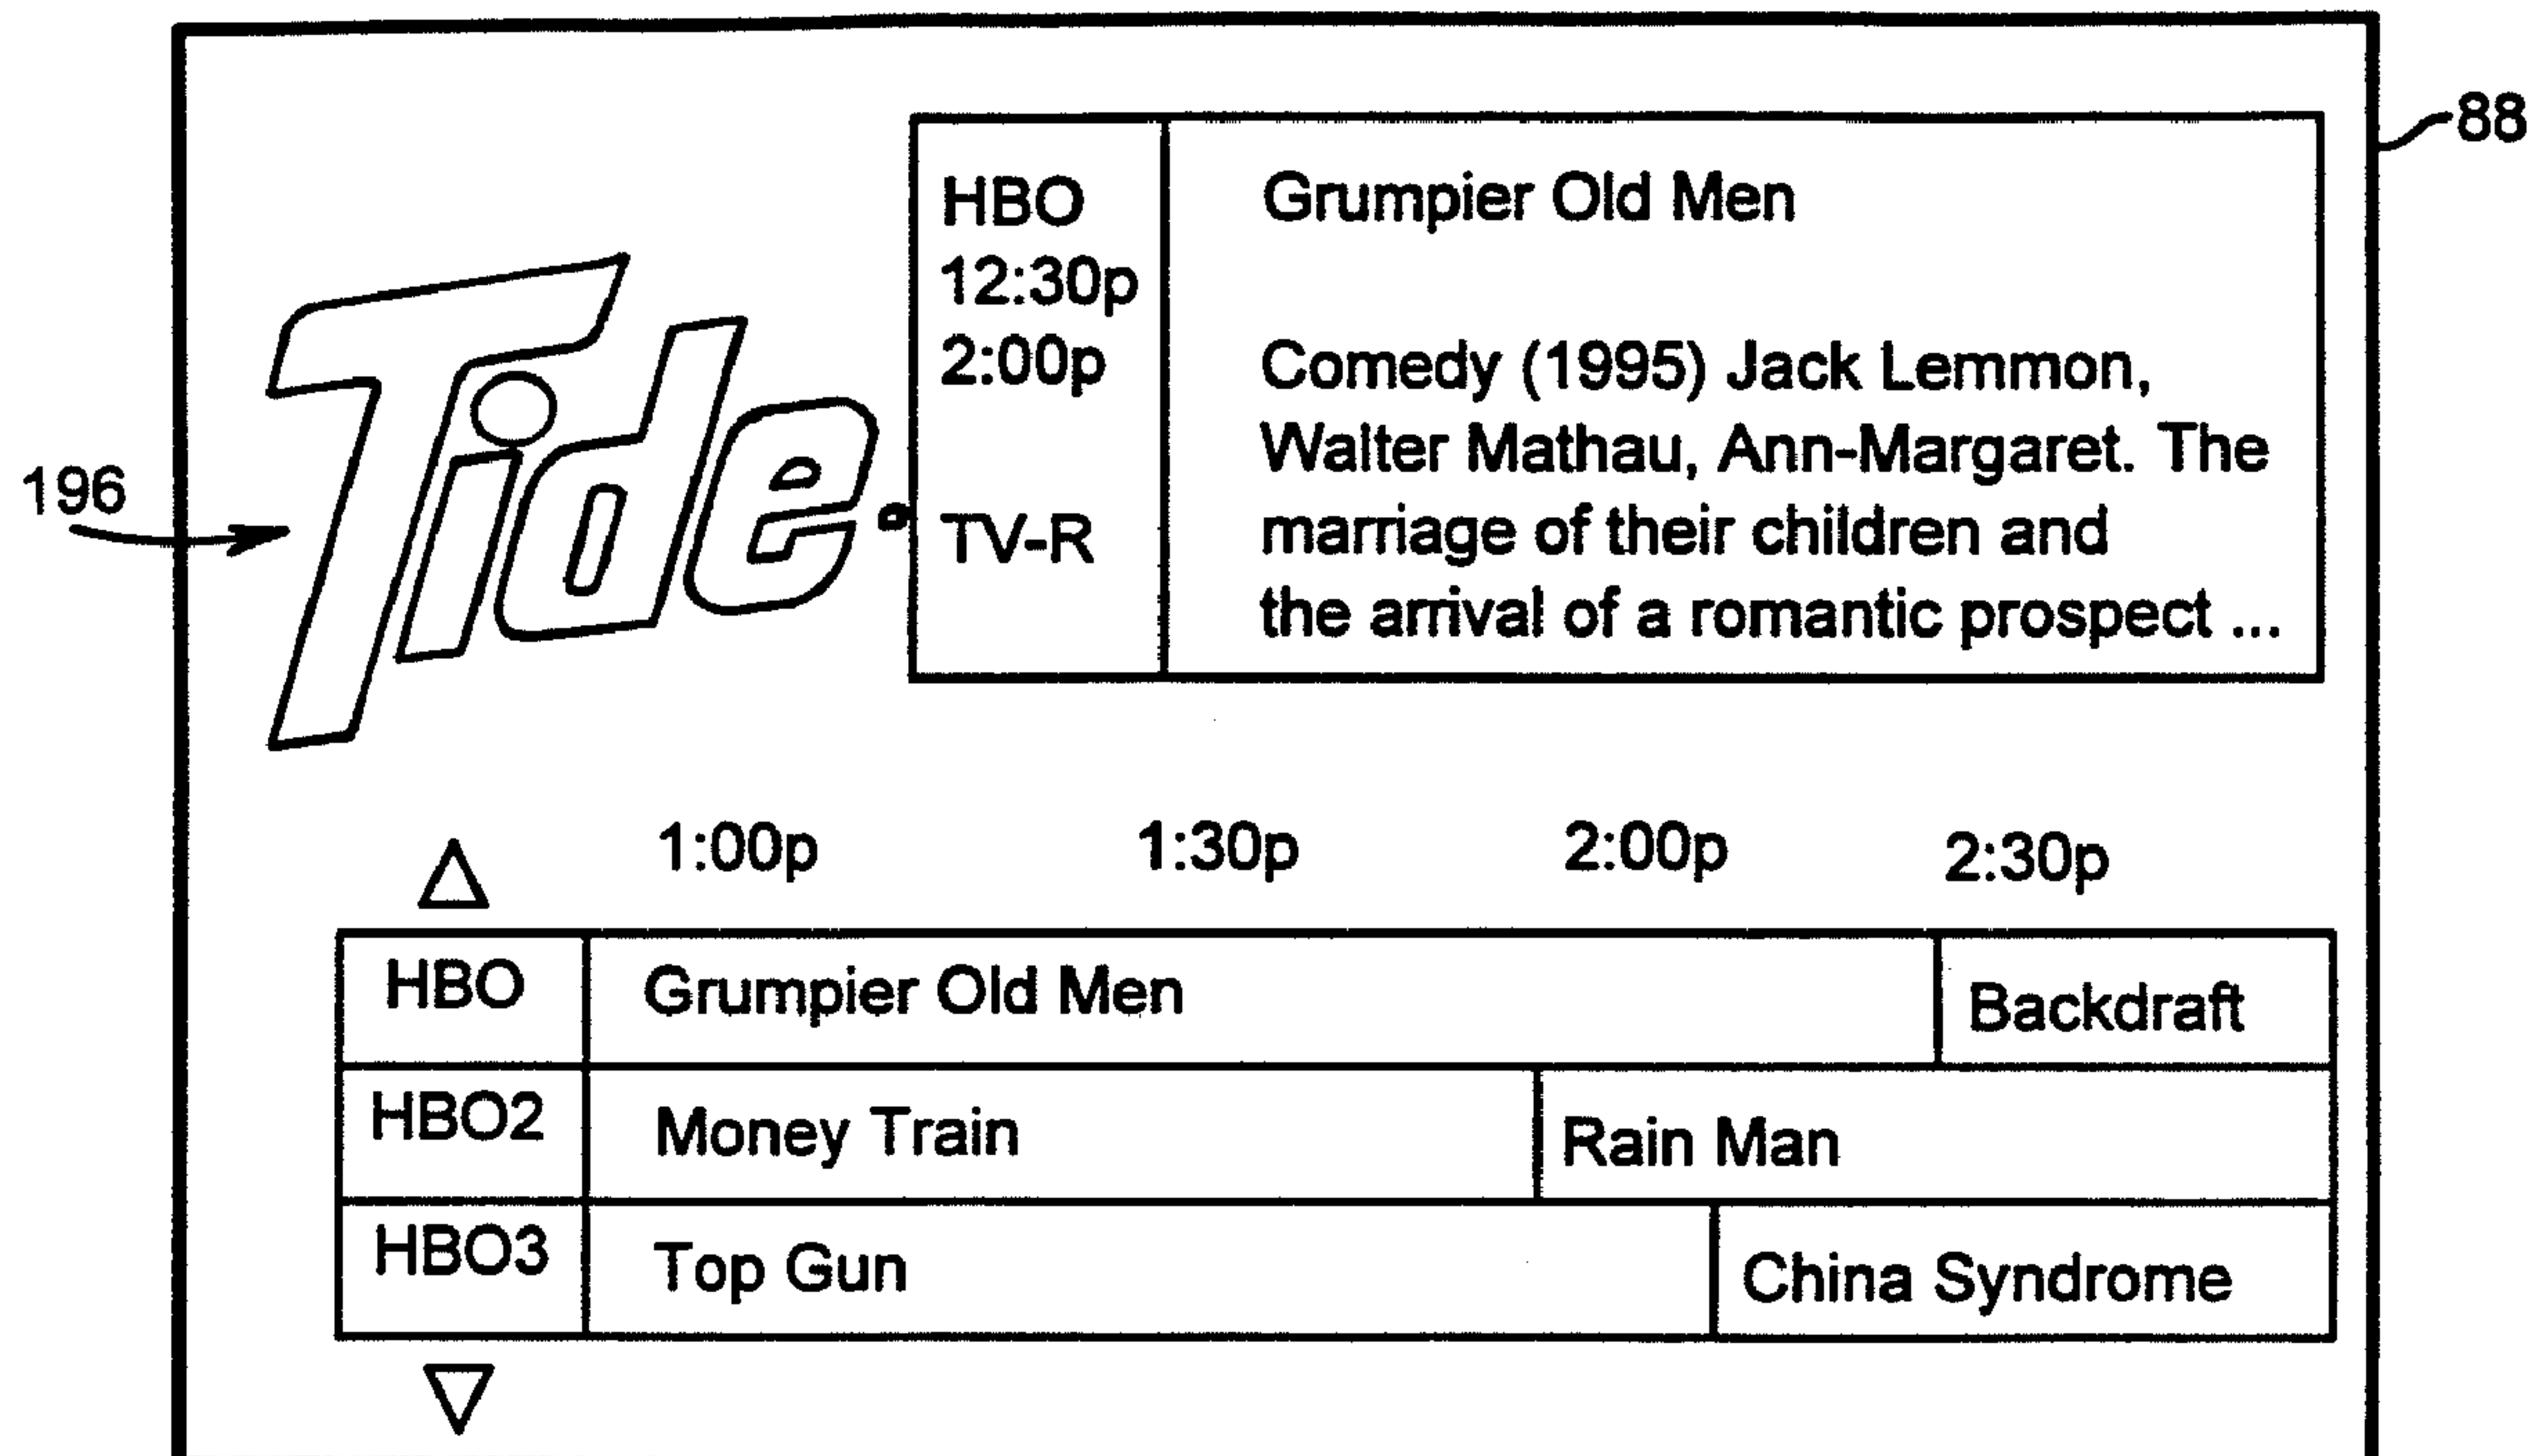 88
196
Tide.
HBO
12:30p
2:00p
TV-R
Grumpier Old Men
Comedy (1995) Jack Lemmon,
Walter Mathau, Ann-Margaret. The
marriage of their children and
the arrival of a romantic prospect ...
1:00p 1:30p 2:00p 2:30p
HBO Grumpier Old Men Backdraft
HBO2 Money Train Rain Man
HBO3 Top Gun China Syndrome